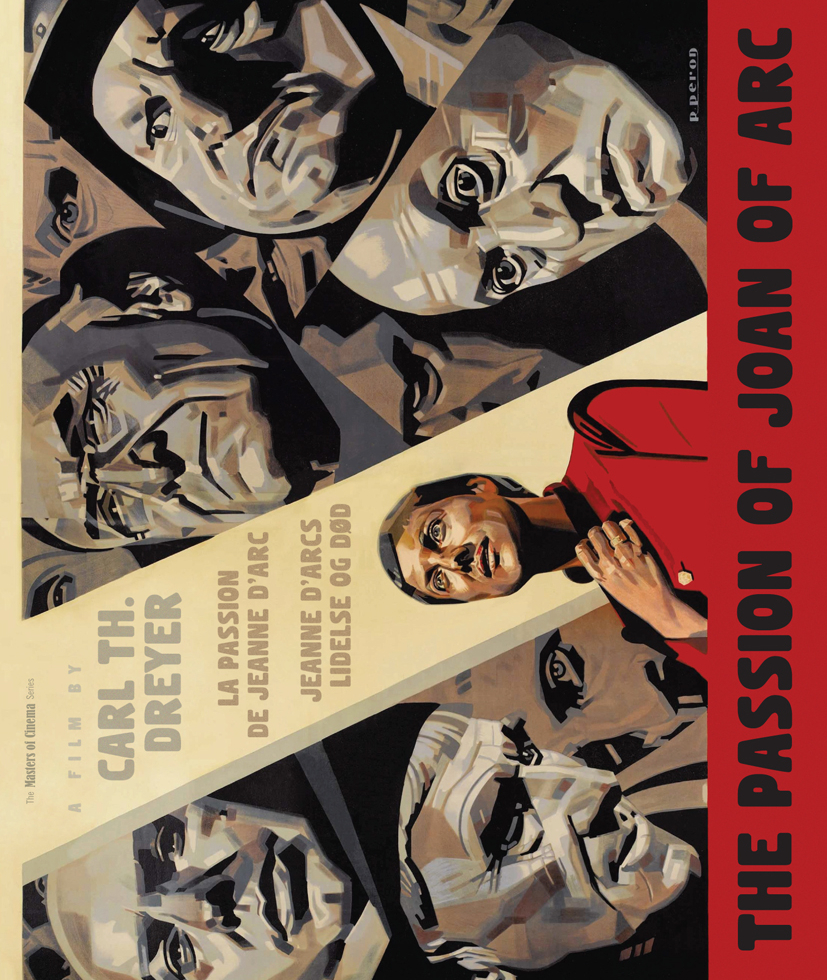 The Masters of Cinema Series
A FILM BY
CARL TH.
DREYER
LA PASSION
DE JEANNE D'ARC
JEANNE D'ARCS
LIDELSE OG DØD
P. PEROD
THE PASSION OF JOAN OF ARC